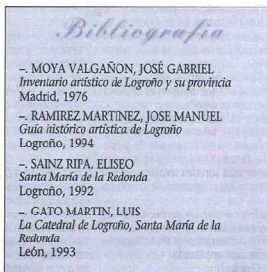 Bibliografía
–. MOYA VALGAÑON, JOSÉ GABRIEL
Inventario artístico de Logroño y su provincia
Madrid, 1976
–. RAMIREZ MARTINEZ, JOSE MANUEL
Guía histórico artística de Logroño
Logroño, 1994
–. SAINZ RIPA, ELISEO
Santa María de la Redonda
Logroño, 1992
–. GATO MARTIN, LUIS
La Catedral de Logroño, Santa María de la
Redonda
León, 1993